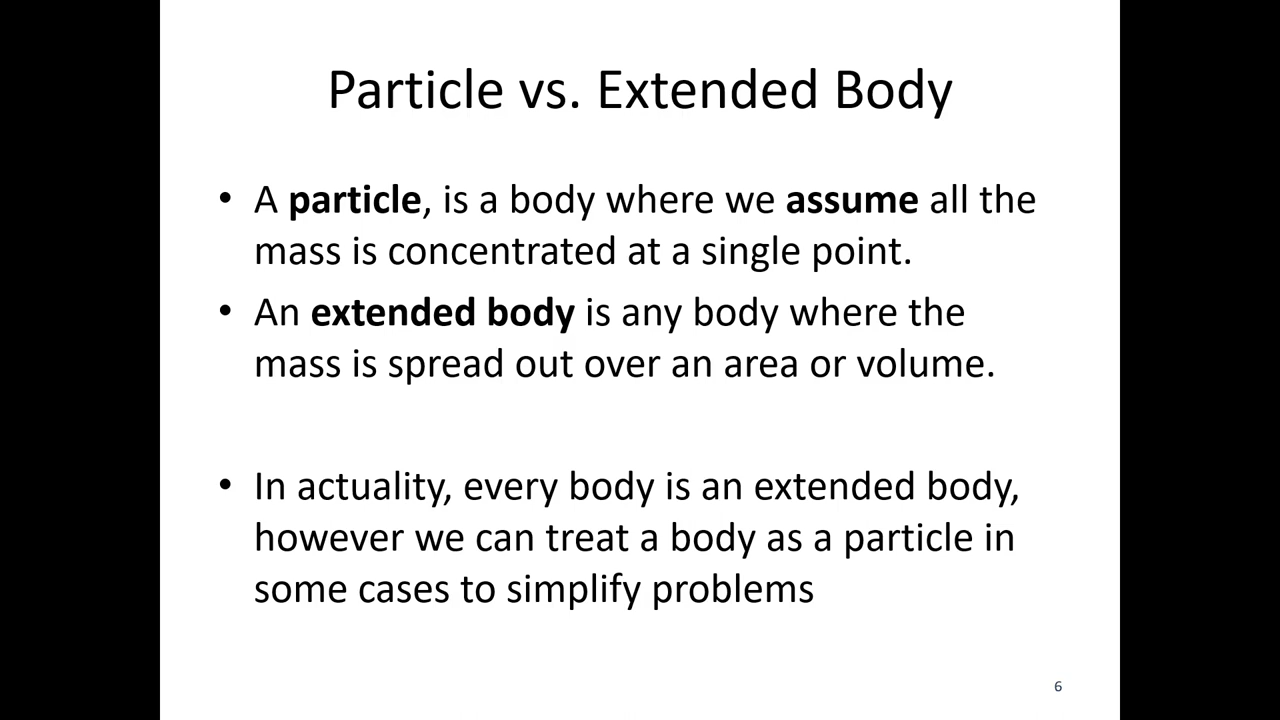 Particle vs. Extended Body
• A particle, is a body where we assume all the
mass is concentrated at a single point.
• An extended body is any body where the
mass is spread out over an area or volume.
• In actuality, every body is an extended body,
however we can treat a body as a particle in
some cases to simplify problems
6